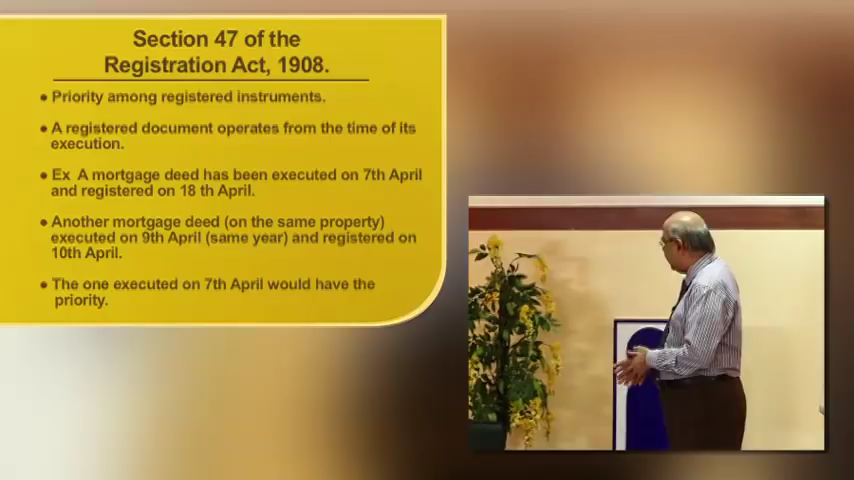 Section 47 of the
Registration Act, 1908.
• Priority among registered instruments.
• A registered document operates from the time of its
execution.
• Ex A mortgage deed has been executed on 7th April
and registered on 18 th April.
• Another mortgage deed (on the same property)
executed on 9th April (same year) and registered on
10th April.
• The one executed on 7th April would have the
priority.